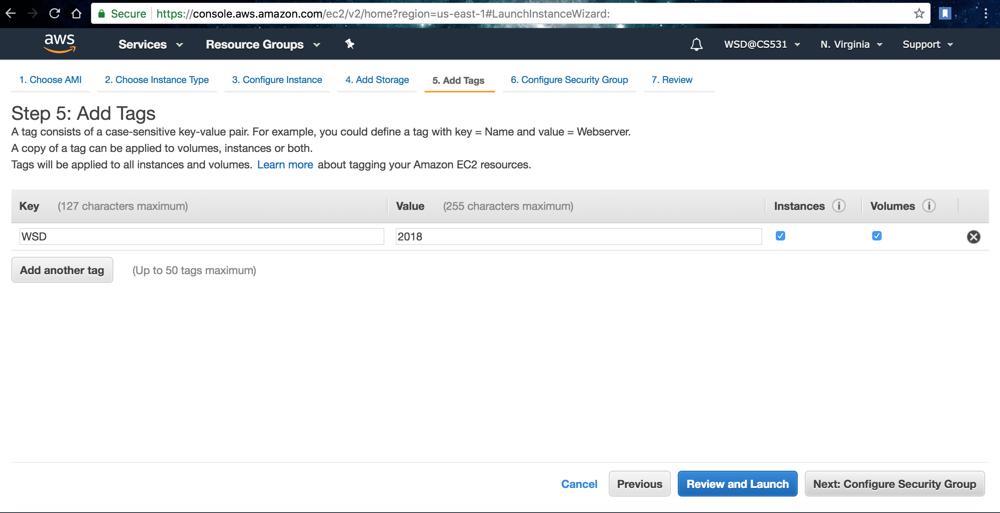 Secure https://console.aws.amazon.com/ec2/v2/home?region=us-east-1#LaunchInstanceWizard:
aws Services Resource Groups WSD@CS531 N. Virginia Support
1. Choose AMI 2. Choose Instance Type 3. Configure Instance 4. Add Storage 5. Add Tags 6. Configure Security Group 7. Review
Step 5: Add Tags
A tag consists of a case-sensitive key-value pair. For example, you could define a tag with key = Name and value = Webserver.
A copy of a tag can be applied to volumes, instances or both.
Tags will be applied to all instances and volumes. Learn more about tagging your Amazon EC2 resources.
Key (127 characters maximum) Value (255 characters maximum) Instances i Volumes i
WSD 2018
Add another tag (Up to 50 tags maximum)
Cancel Previous Review and Launch Next: Configure Security Group